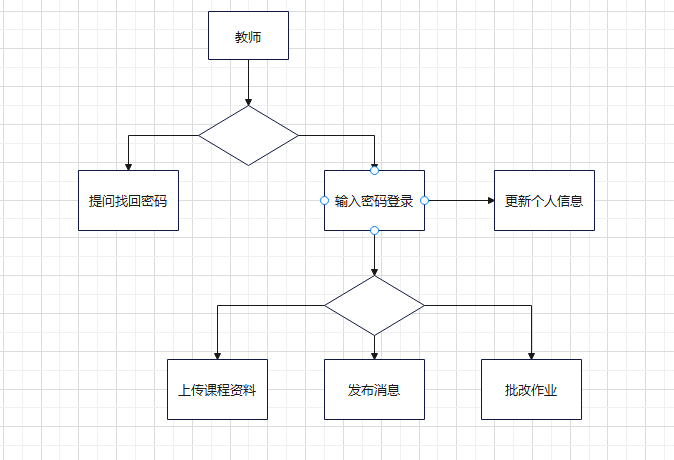 教师
提问找回密码
输入密码登录
更新个人信息
上传课程资料
发布消息
批改作业